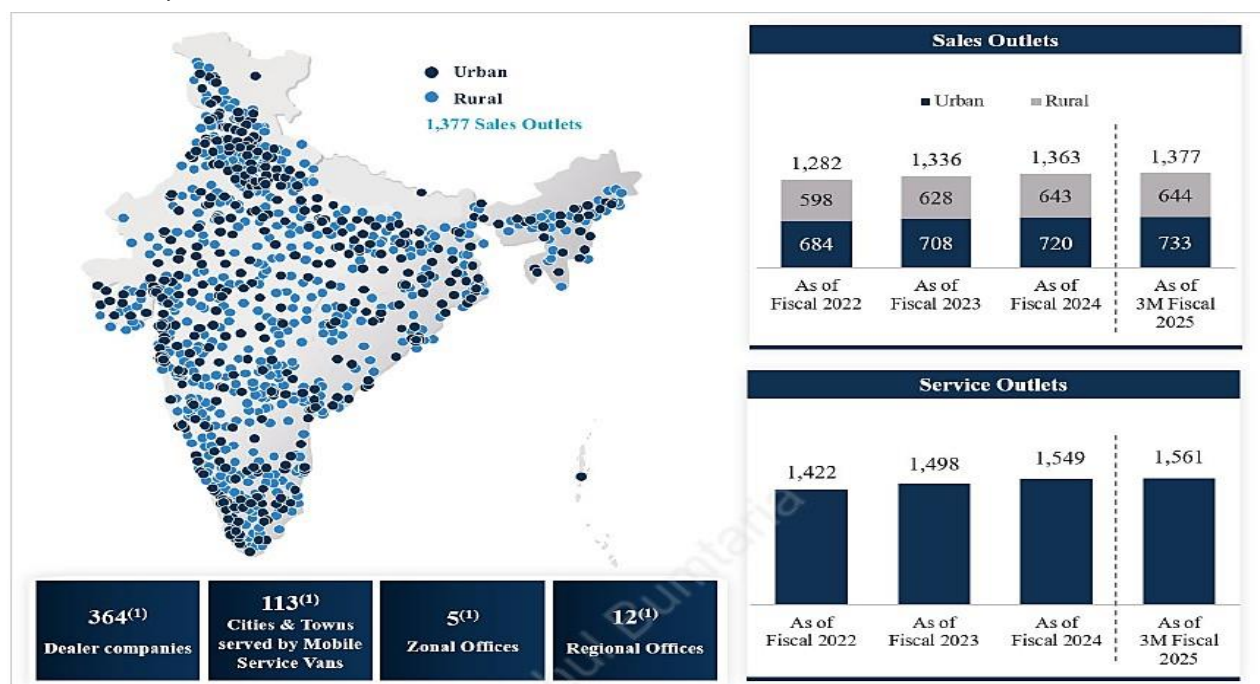 Urban
Rural
1,377 Sales Outlets
364(1)
Dealer companies
113(1)
Cities & Towns
served by Mobile
Service Vans
5(1)
Zonal Offices
12(1)
Regional Offices
Sales Outlets
Urban Rural
1,282 1,336 1,363 1,377
598 628 643 644
684 708 720 733
As of As of As of As of
Fiscal 2022 Fiscal 2023 Fiscal 2024 3M Fiscal
2025
Service Outlets
1,422 1,498 1,549 1,561
As of As of As of As of
Fiscal 2022 Fiscal 2023 Fiscal 2024 3M Fiscal
2025